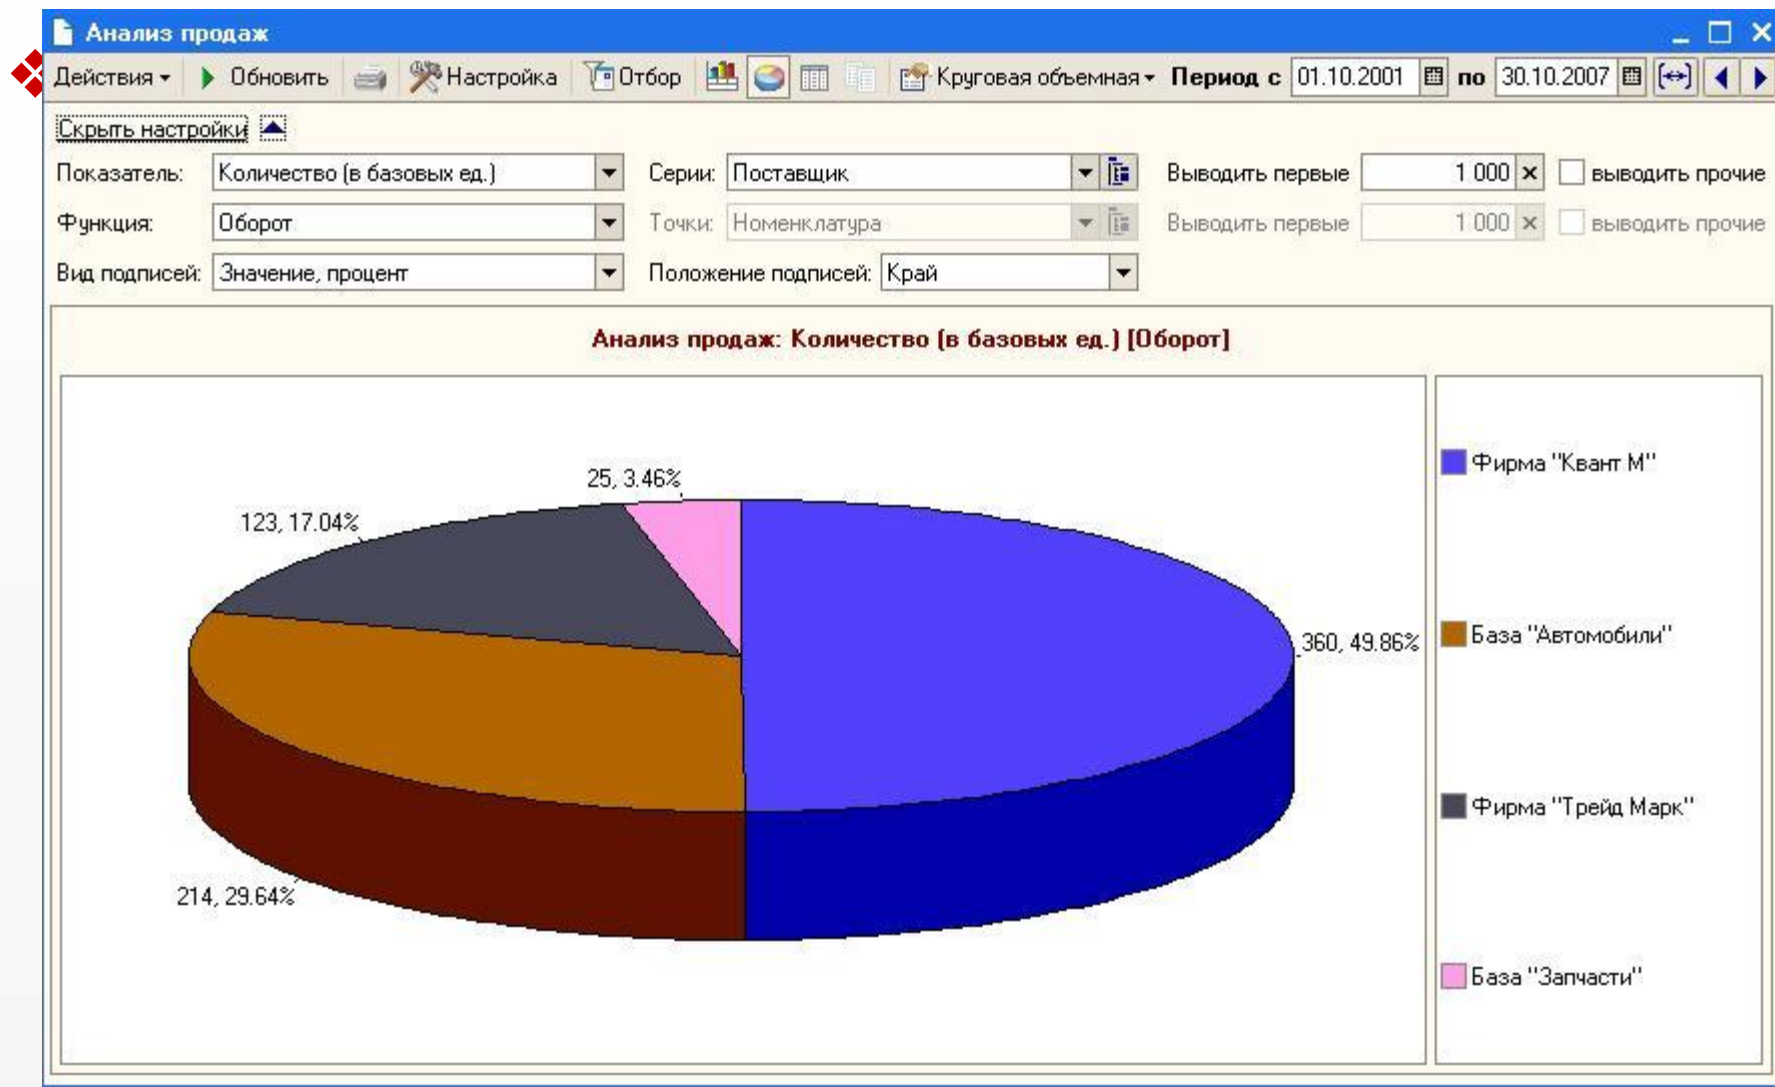 Анализ продаж
Действия Обновить Настройка Отбор Круговая объемная Период с 01.10.2001 по 30.10.2007
Скрыть настройки
Показатель: Количество (в базовых ед.) Серии: Поставщик Выводить первые 1 000 выводить прочие
Функция: Оборот Точки: Номенклатура Выводить первые 1 000 выводить прочие
Вид подписей: Значение, процент Положение подписей: Край
Анализ продаж: Количество (в базовых ед.) [Оборот]
25, 3.46%
123, 17.04%
360, 49.86%
214, 29.64%
Фирма "Квант М"
База "Автомобили"
Фирма "Трейд Марк"
База "Запчасти"